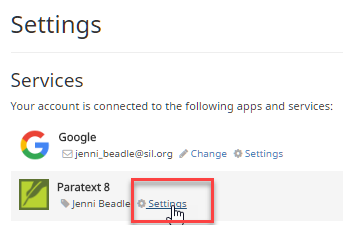 Settings
Services
Your account is connected to the following apps and services:
Google
jenni_beadle@sil.org Change Settings
Paratext 8
Jenni Beadle Settings